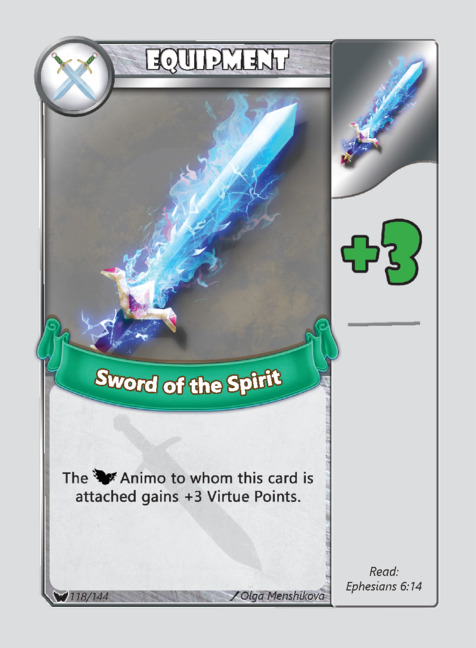 EQUIPMENT
+3
Sword of the Spirit
The Animo to whom this card is
attached gains +3 Virtue Points.
Read:
Ephesians 6:14
118/144
Olga Menshikova